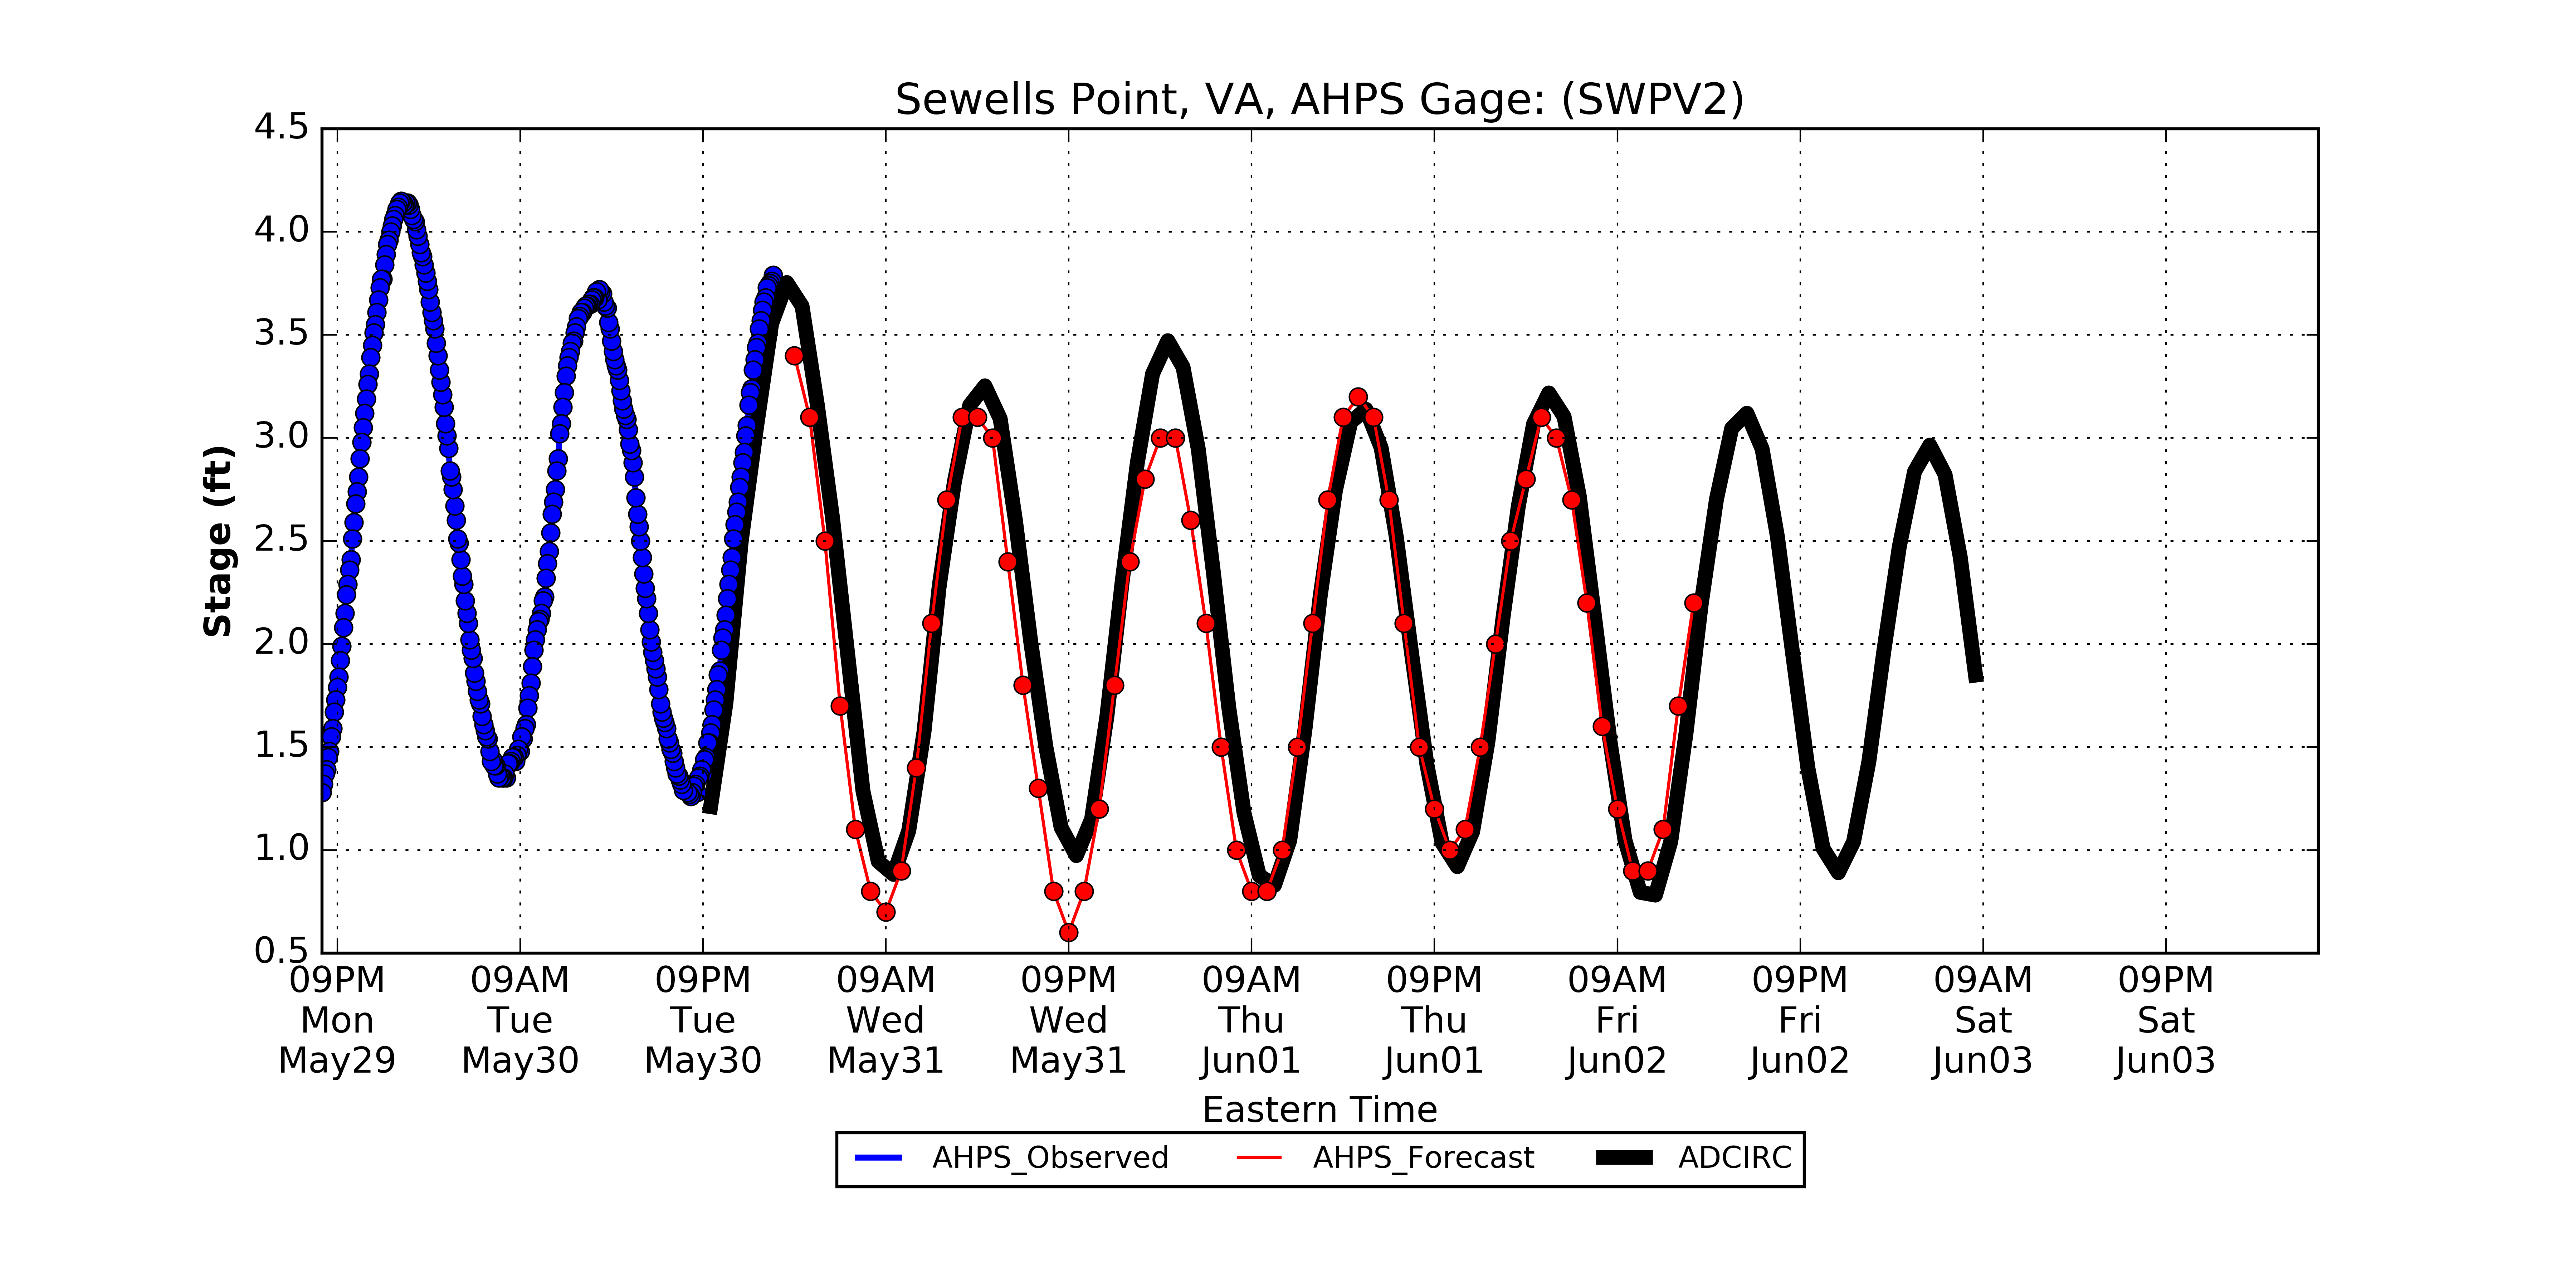 Sewells Point, VA, AHPS Gage: (SWPV2)
4.5
4.0
3.5
3.0
2.5
2.0
1.5
1.0
0.5
Stage (ft)
09PM 09AM 09PM 09AM 09PM 09AM 09PM 09AM 09PM 09AM 09PM
Mon Tue Tue Wed Wed Thu Thu Fri Fri Sat Sat
May29 May30 May30 May31 May31 Jun01 Jun01 Jun02 Jun02 Jun03 Jun03
Eastern Time
AHPS_Observed AHPS_Forecast ADCIRC